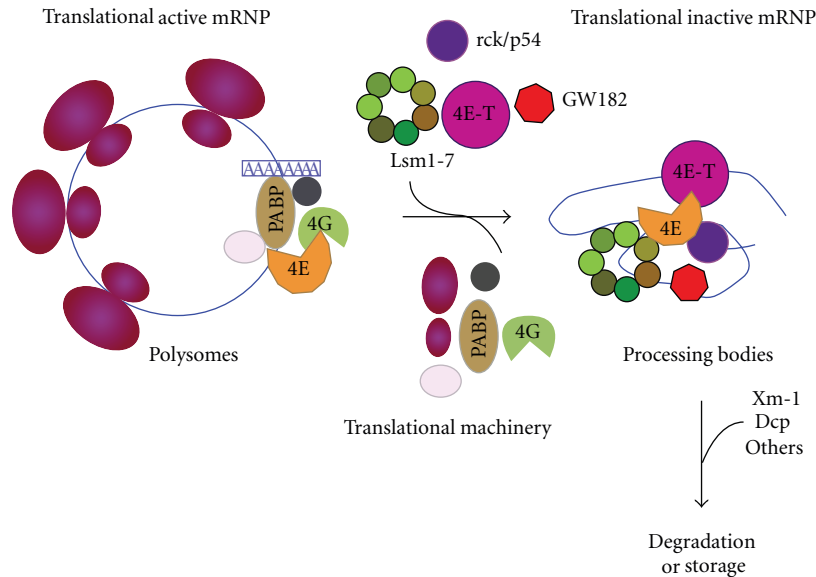 Translational active mRNP
Translational inactive mRNP
rck/p54
4E-T
GW182
Lsm1-7
AAAAAAAA
PABP
4G
4E
Polysomes
PABP
4G
Translational machinery
4E-T
4E
Processing bodies
Xm-1
Dcp
Others
Degradation
or storage